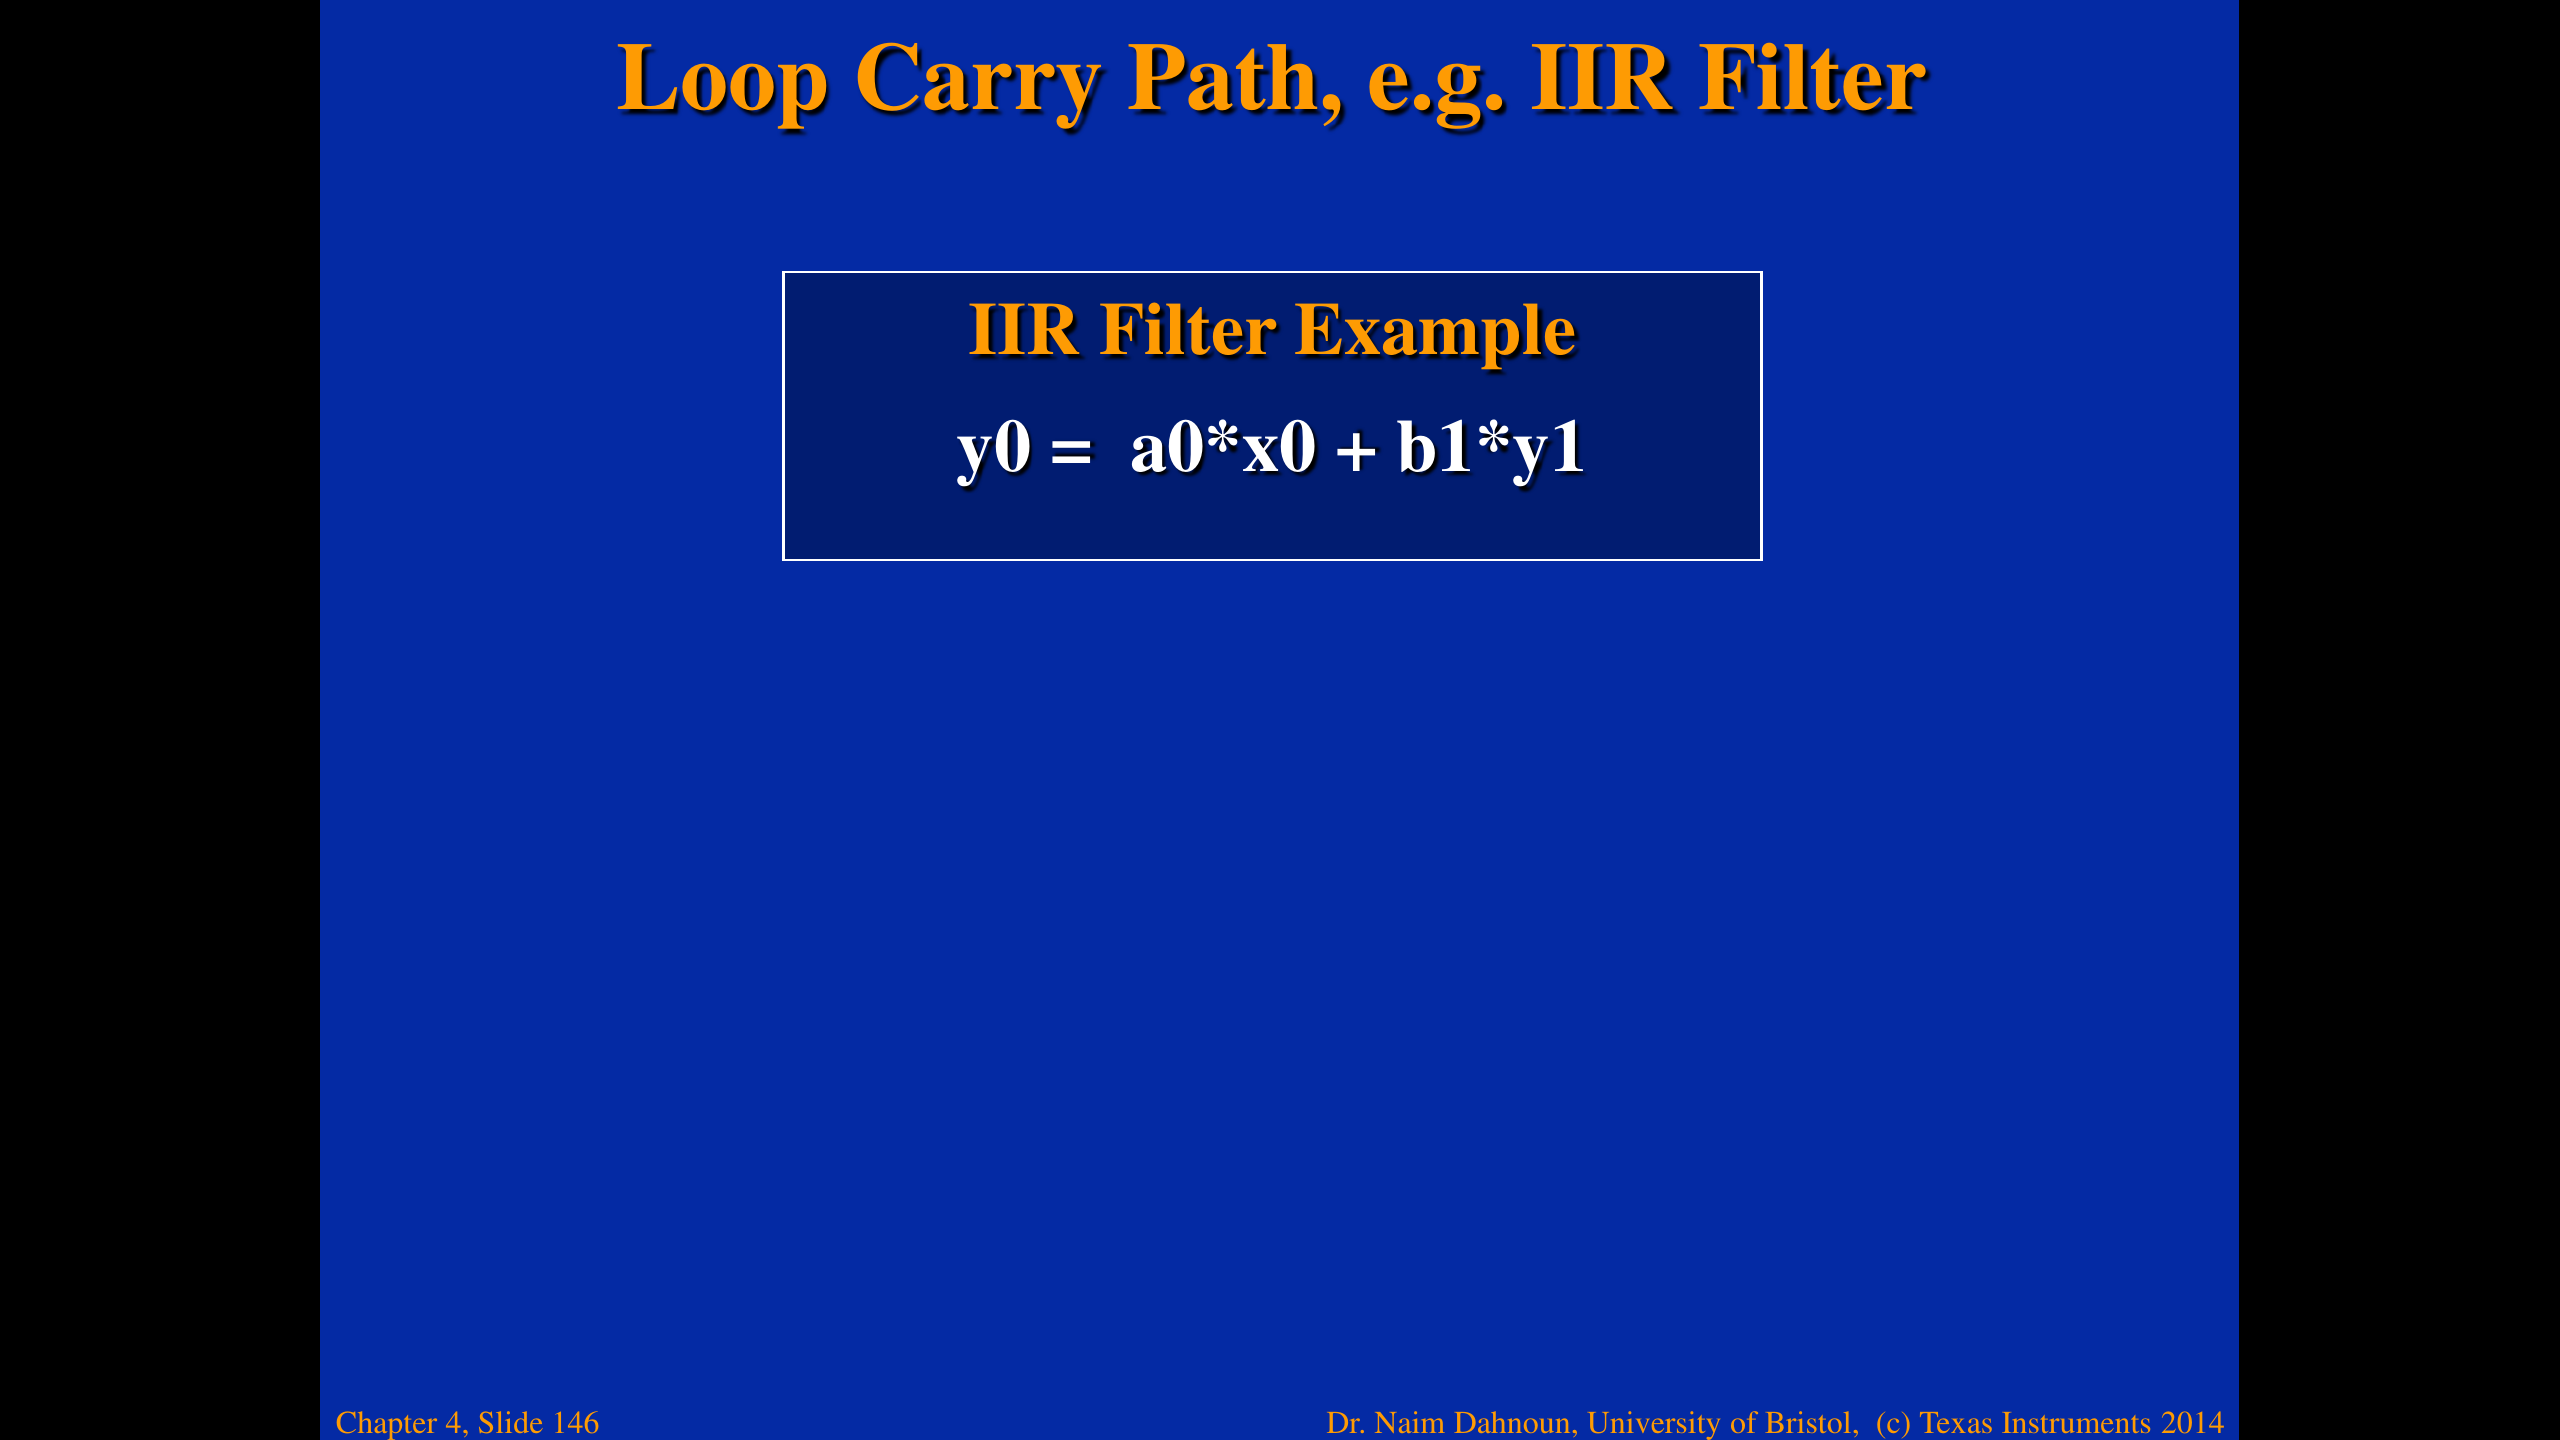 Loop Carry Path, e.g. IIR Filter
IIR Filter Example
y0 =  a0*x0 + b1*y1
Chapter 4, Slide 146
Dr. Naim Dahnoun, University of Bristol,  (c) Texas Instruments 2014